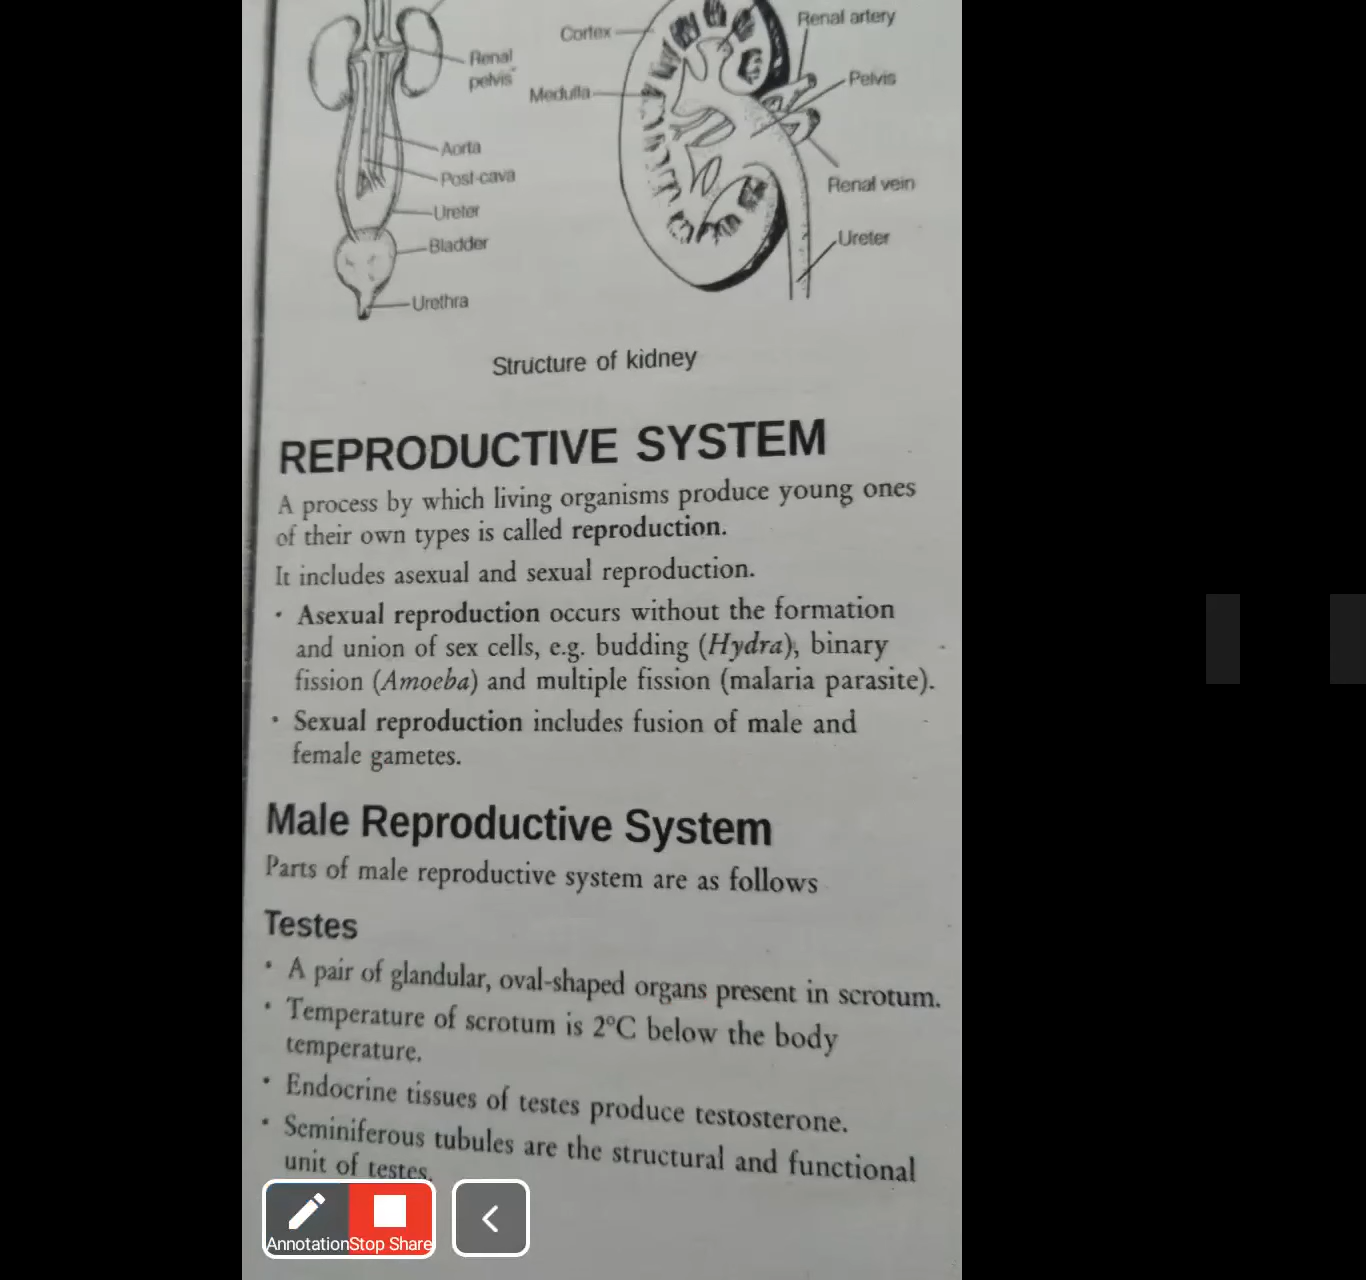 Cortex
Renal artery
Renal
pelvis
Pelvis
Medulla
Aorta
Post-cava
Renal vein
Ureter
Ureter
Bladder
Urethra
Structure of kidney
REPRODUCTIVE SYSTEM
A process by which living organisms produce young ones
of their own types is called reproduction.
It includes asexual and sexual reproduction.
• Asexual reproduction occurs without the formation
and union of sex cells, e.g. budding (Hydra), binary
fission (Amoeba) and multiple fission (malaria parasite).
• Sexual reproduction includes fusion of male and
female gametes.
Male Reproductive System
Parts of male reproductive system are as follows
Testes
• A pair of glandular, oval-shaped organs present in scrotum.
• Temperature of scrotum is 2°C below the body
temperature.
• Endocrine tissues of testes produce testosterone.
• Seminiferous tubules are the structural and functional
unit of testes.
Annotation
Stop Share